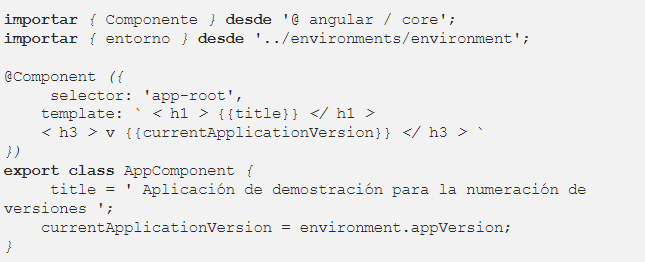 importar { Componente } desde '@ angular / core';
importar { entorno } desde '../environments/environment';
@Component ({
selector: 'app-root',
template: ` < h1 > {{title}} </ h1 >
< h3 > v {{currentApplicationVersion}} </ h3 > `
})
export class AppComponent {
title = ' Aplicación de demostración para la numeración de
versiones ';
currentApplicationVersion = environment.appVersion;
}